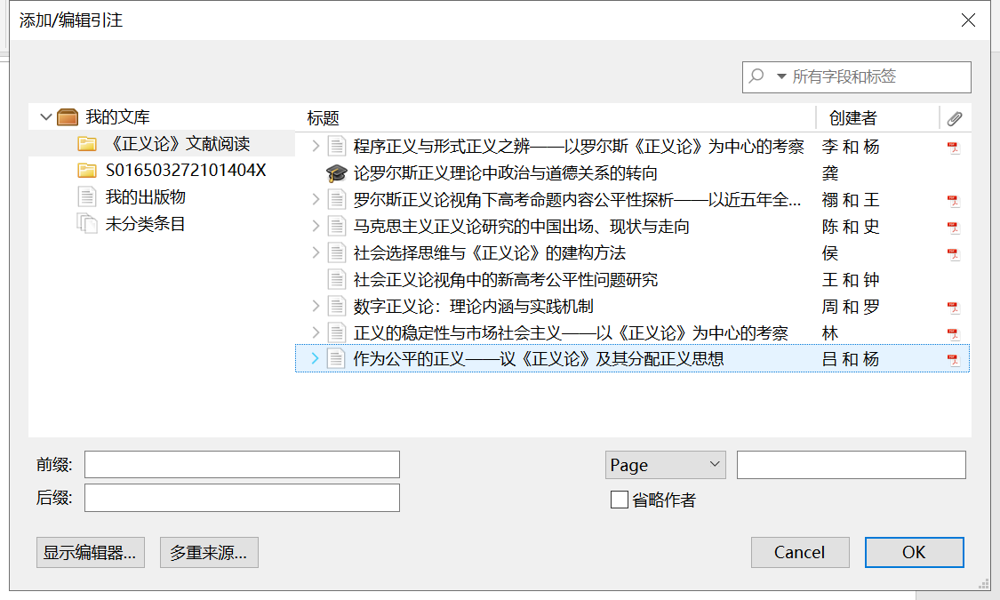 添加/编辑引注
所有字段和标签
我的文库
《正义论》文献阅读
S016503272101404X
我的出版物
未分类条目
标题 创建者
程序正义与形式正义之辨——以罗尔斯《正义论》为中心的考察 李 和 杨
论罗尔斯正义理论中政治与道德关系的转向 龚
罗尔斯正义论视角下高考命题内容公平性探析——以近五年全... 禤 和 王
马克思主义正义论研究的中国出场、现状与走向 陈 和 史
社会选择思维与《正义论》的建构方法 侯
社会正义论视角中的新高考公平性问题研究 王 和 钟
数字正义论：理论内涵与实践机制 周 和 罗
正义的稳定性与市场社会主义——以《正义论》为中心的考察 林
作为公平的正义——议《正义论》及其分配正义思想 吕 和 杨
前缀: Page
后缀: 省略作者
显示编辑器... 多重来源... Cancel OK